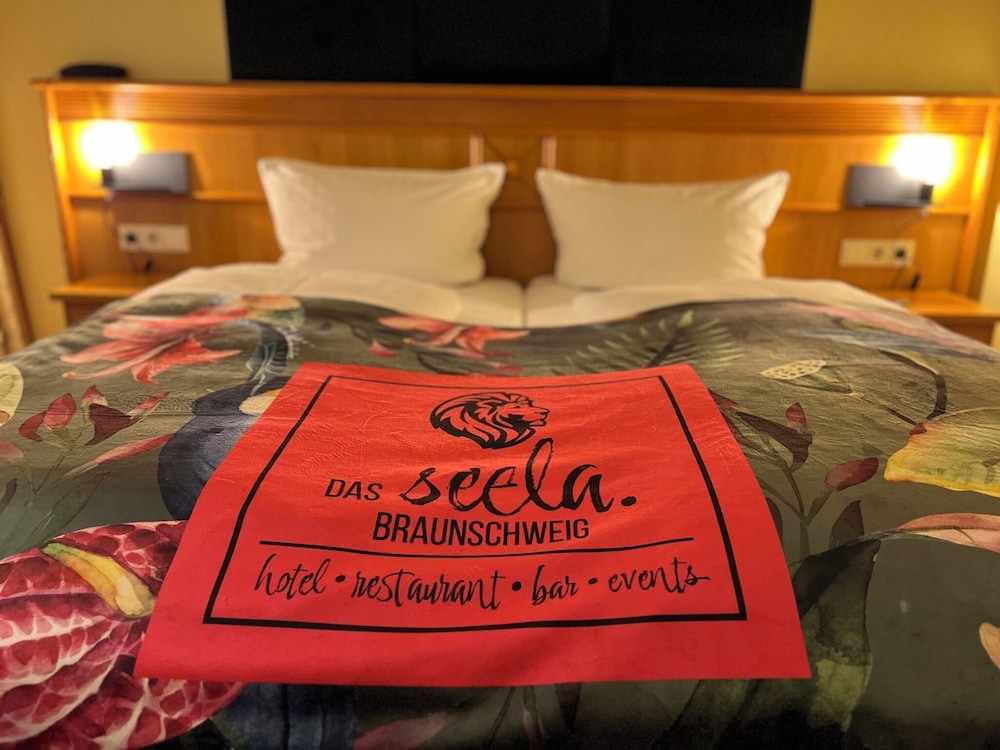 DAS seela.
BRAUNSCHWEIG
hotel • restaurant • bar • events